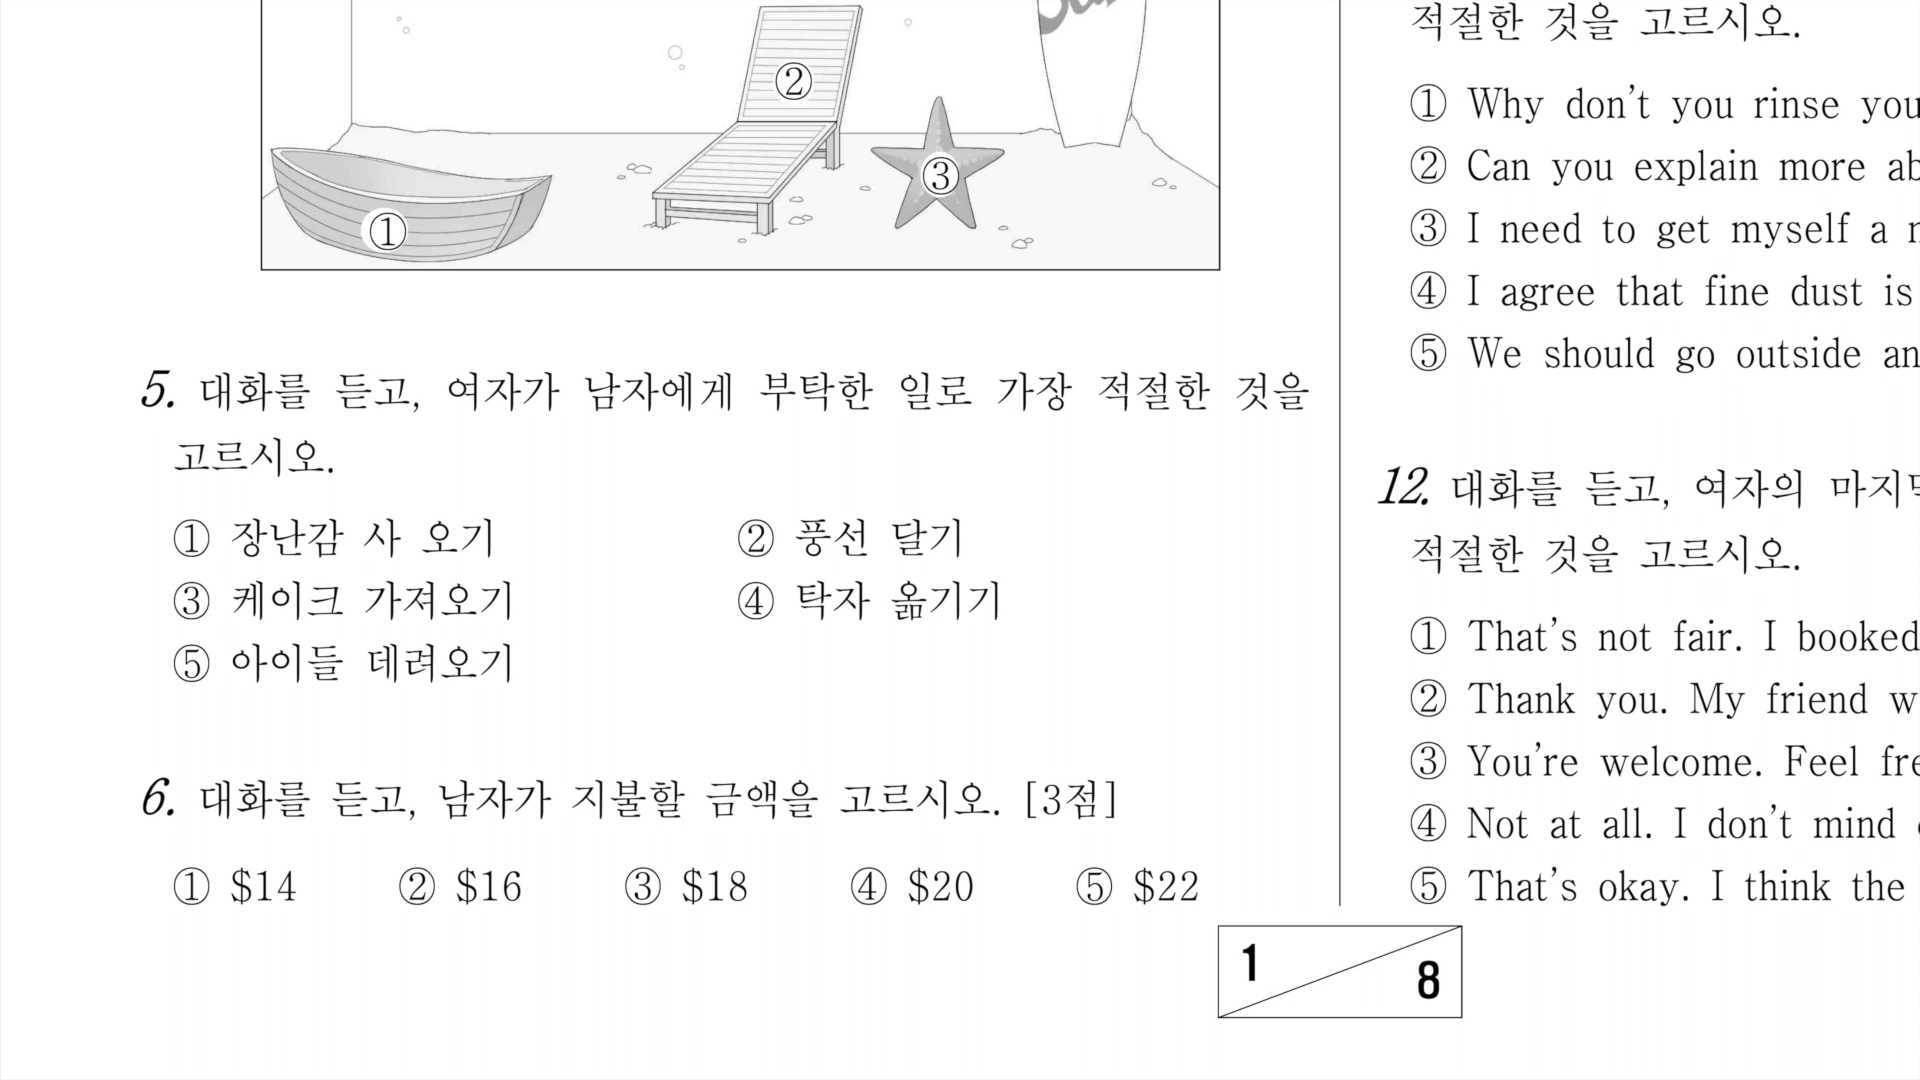 ②
③
①
5. 대화를 듣고, 여자가 남자에게 부탁한 일로 가장 적절한 것을
고르시오.
① 장난감 사 오기 ② 풍선 달기
③ 케이크 가져오기 ④ 탁자 옮기기
⑤ 아이들 데려오기
6. 대화를 듣고, 남자가 지불할 금액을 고르시오. [3점]
① $14 ② $16 ③ $18 ④ $20 ⑤ $22
적절한 것을 고르시오.
① Why don't you rinse
② Can you explain more
③ I need to get myself a
④ I agree that fine dust is
⑤ We should go outside
12. 대화를 듣고, 여자의
적절한 것을 고르시오.
① That's not fair. I booked
② Thank you. My friend
③ You're welcome. Feel
④ Not at all. I don't mind
⑤ That's okay. I think the
1 8